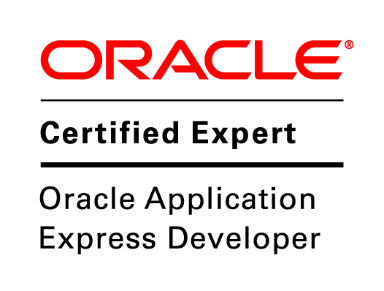 ORACLE®
Certified Expert
Oracle Application
Express Developer